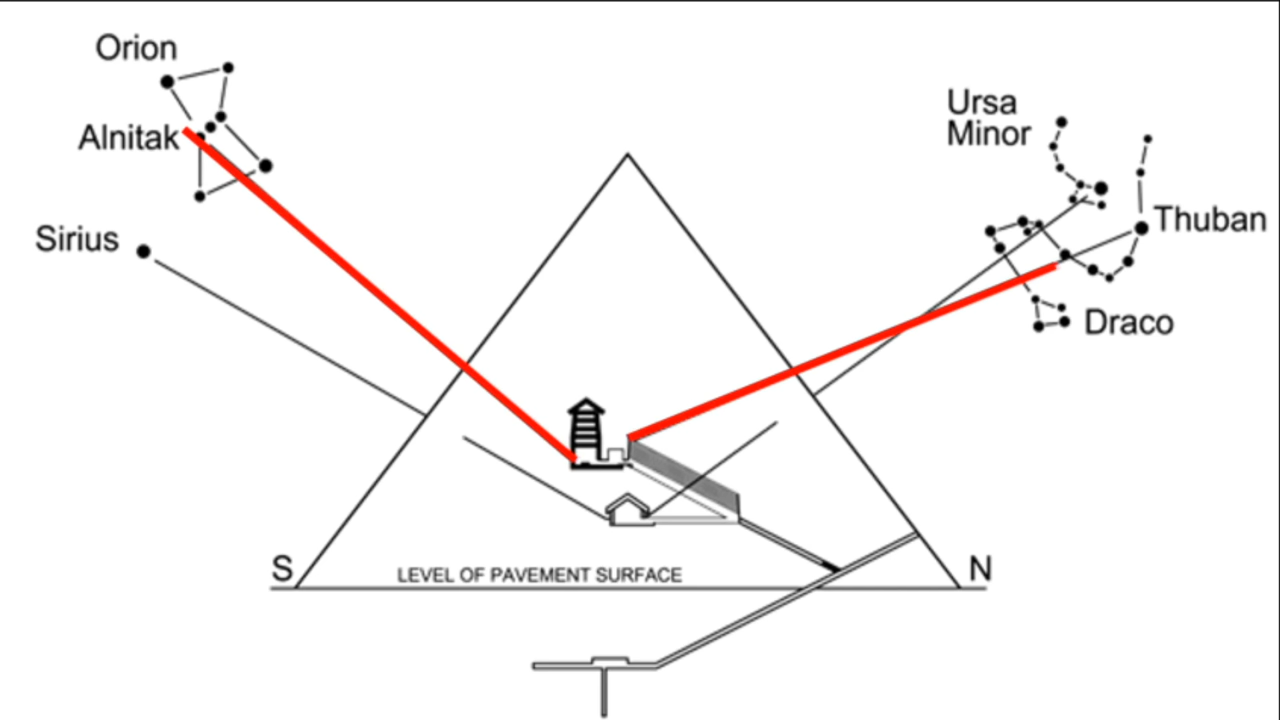 Orion
Alnitak
Sirius
Ursa
Minor
Thuban
Draco
S
LEVEL OF PAVEMENT SURFACE
N